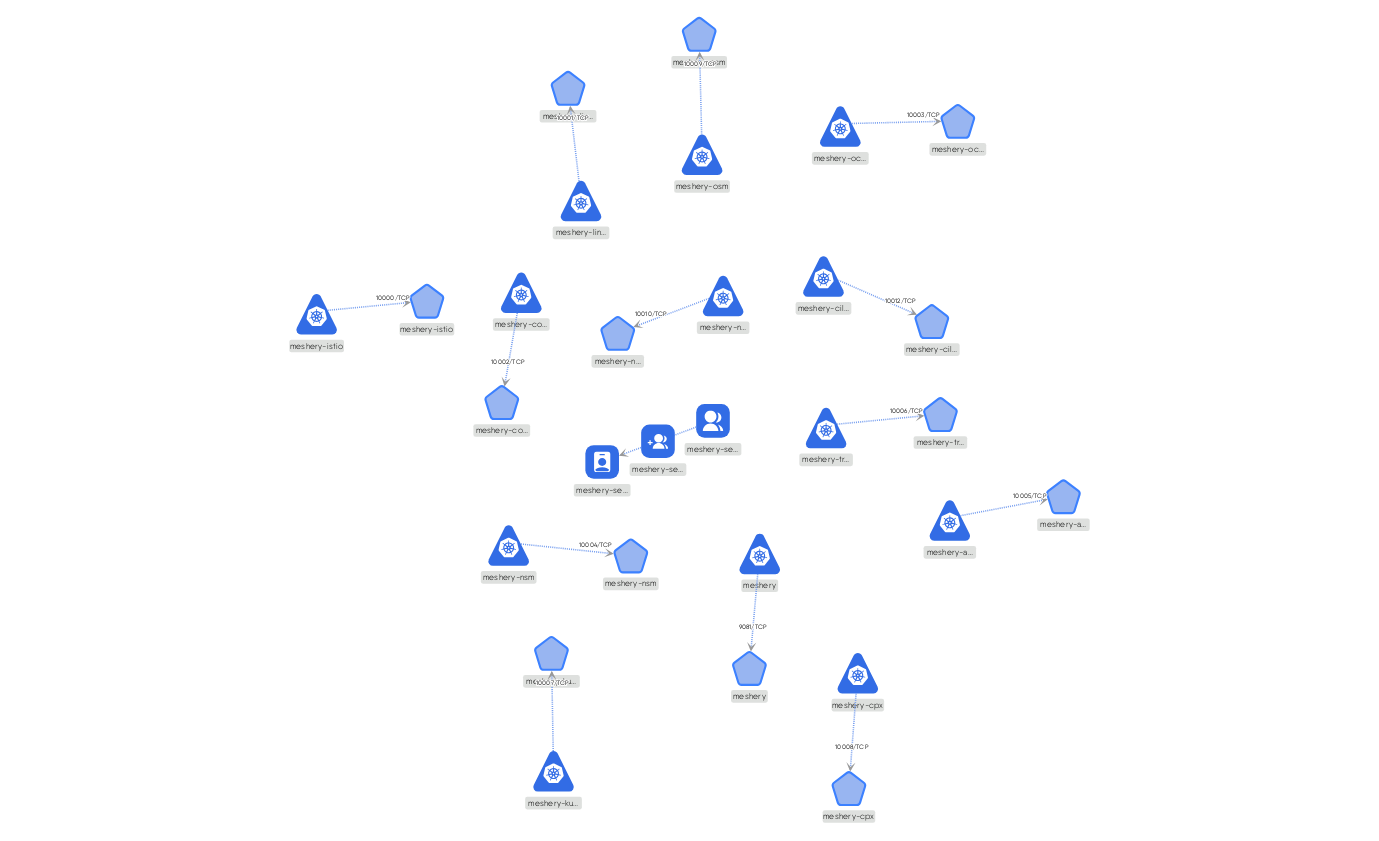 10009/TCP
10001/TCP
10003/TCP
meshery-oc...
meshery-oc...
meshery-osm
meshery-lin...
10012/TCP
10000/TCP
meshery-istio
meshery-istio
meshery-co...
10010/TCP
meshery-n...
meshery-n...
meshery-cil...
meshery-cil...
10002/TCP
meshery-co...
10006/TCP
meshery-tr...
meshery-tr...
meshery-se...
meshery-se...
meshery-se...
10005/TCP
meshery-a...
meshery-a...
10004/TCP
meshery-nsm
meshery-nsm
meshery
9081/TCP
meshery
10007/TCP
meshery-ku...
meshery-cpx
10008/TCP
meshery-cpx